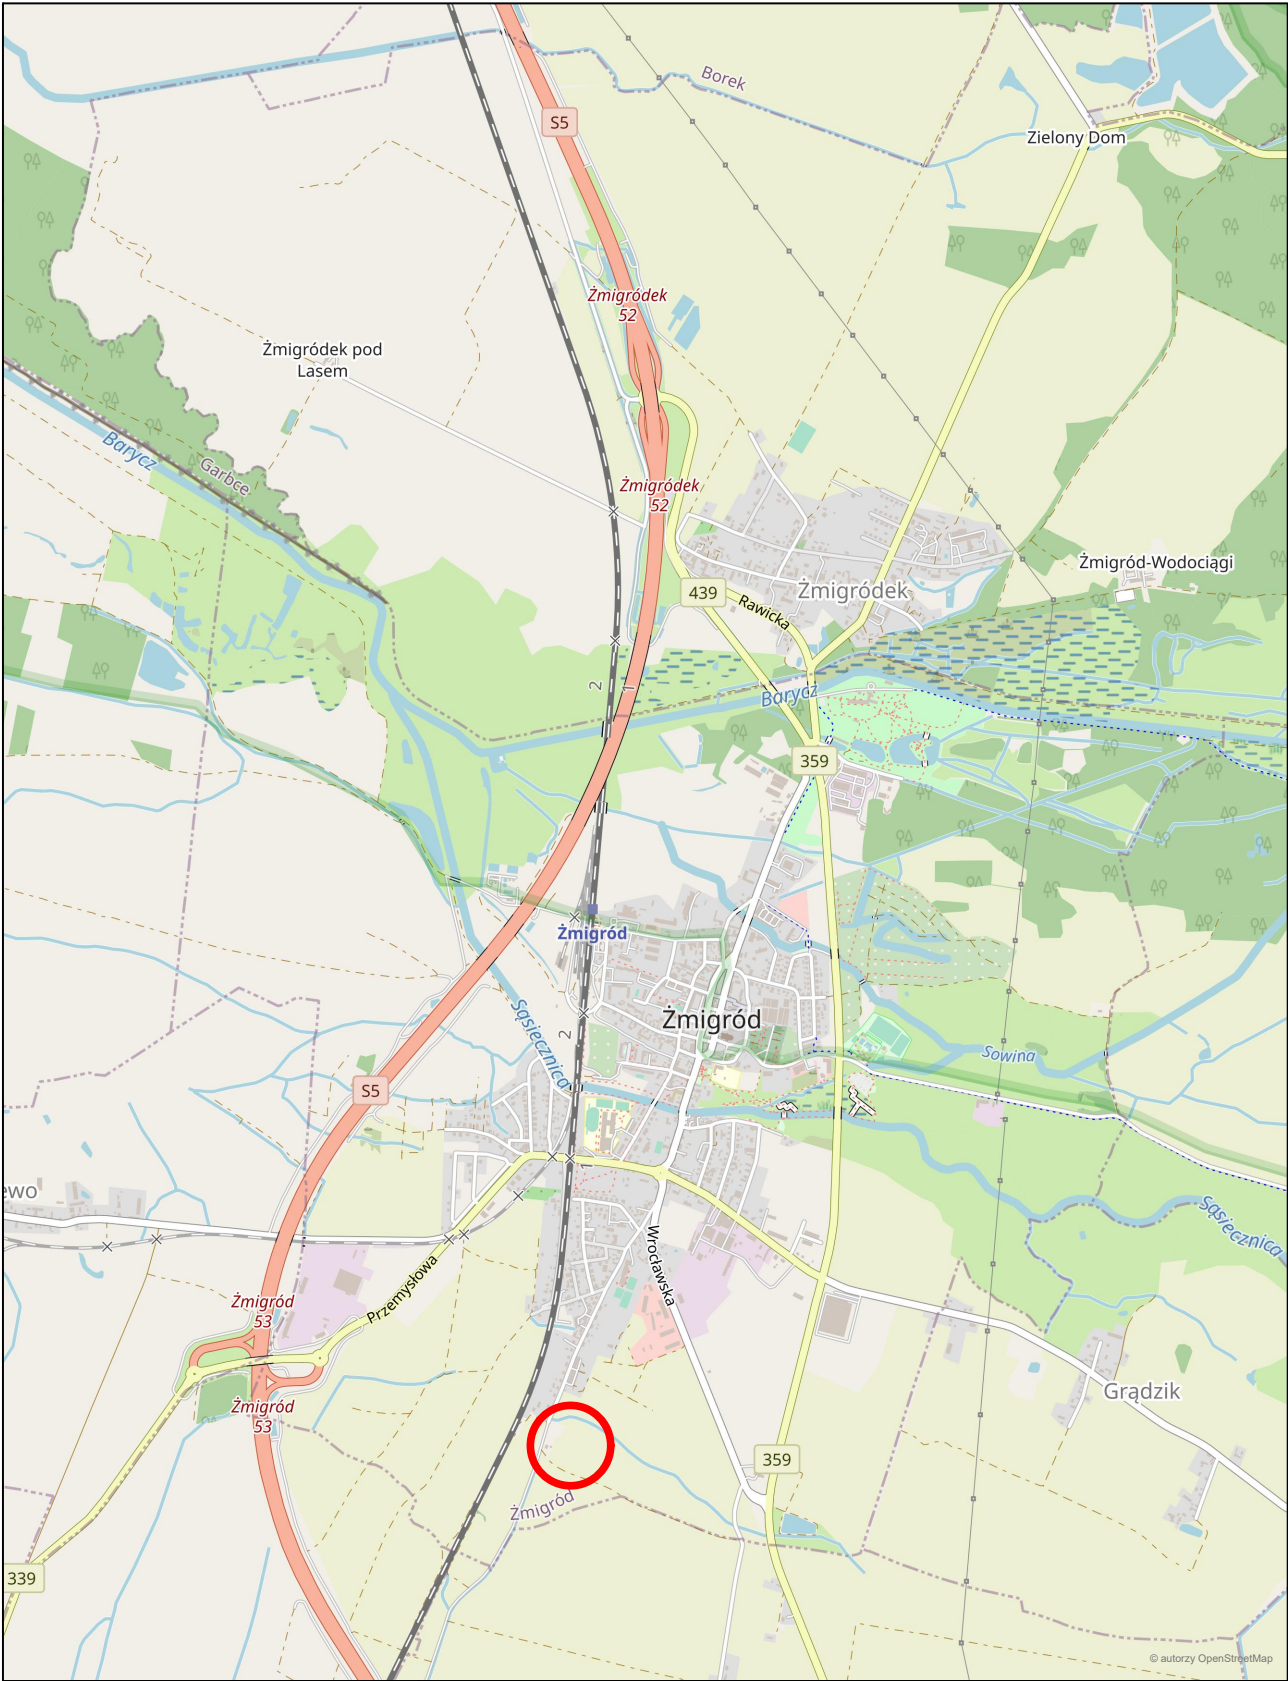 Borek
S5
Zielony Dom
Żmigródek
52
Żmigródek pod
Lasem
Barycz
Garbce
Żmigródek
52
Żmigród-Wodociągi
439
Rawicka
Żmigródek
2
1
Barycz
359
Żmigród
Żmigród
Sąsiecznica
2
Sowina
S5
1
ewo
Sąsiecznica
Wrocławska
Przemysłowa
Żmigród
53
Grądzik
Żmigród
53
359
Żmigród
339
© autorzy OpenStreetMap